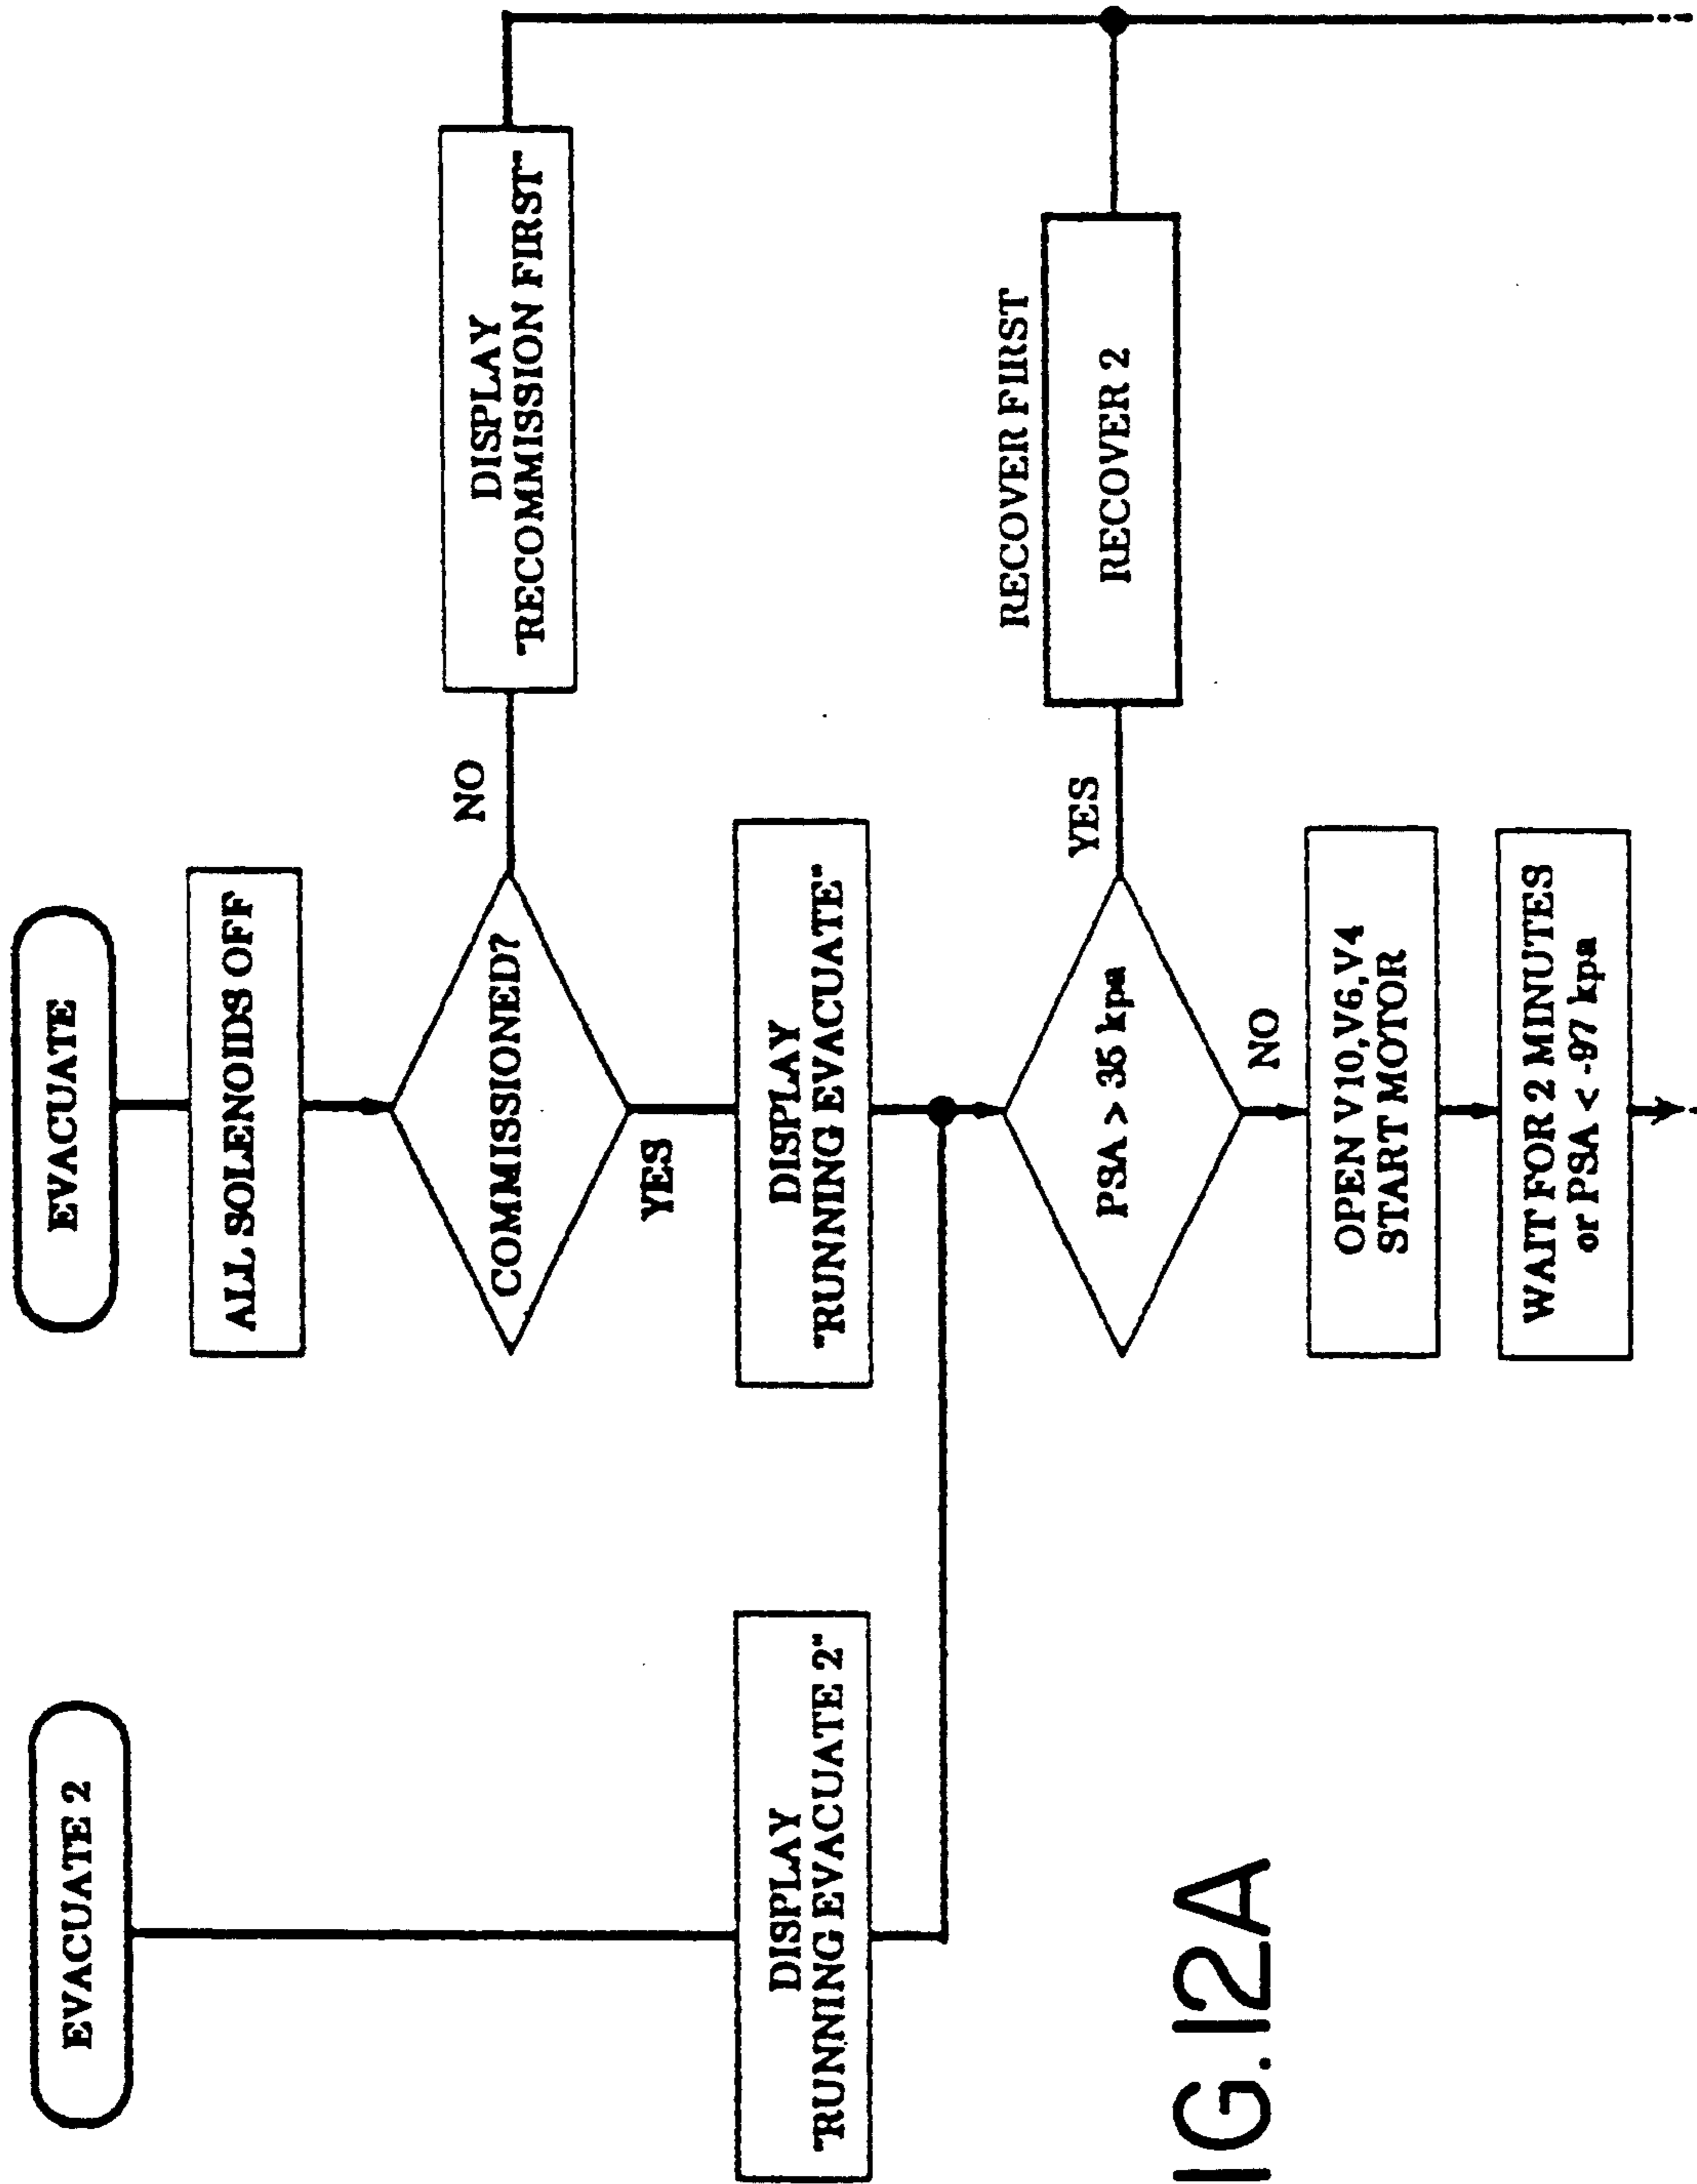 EVACUATE 2
EVACUATE
ALL SOLENOIDS OFF
COMMISSIONED?
NO
DISPLAY
"RECOMMISSION FIRST"
YES
DISPLAY
"RUNNING EVACUATE 2"
DISPLAY
"RUNNING EVACUATE"
PSA > 35 kpa
YES
RECOVER FIRST
RECOVER 2
NO
OPEN V10,V6,V4
START MOTOR
WAIT FOR 2 MINUTES
or PSA < -97 kpa
IG. 12A